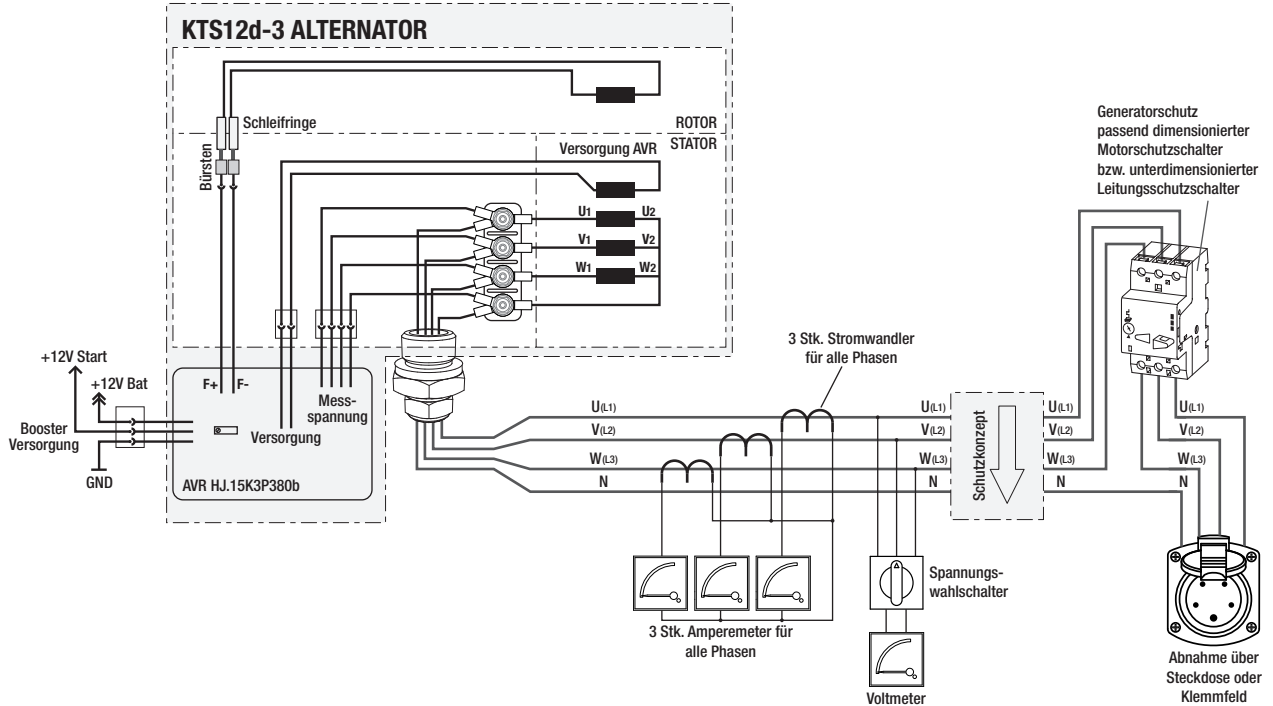 KTS12d-3 ALTERNATOR
Schleifringe
ROTOR
STATOR
Bürsten
Versorgung AVR
U1
U2
V1
V2
W1
W2
Generatorschutz
passend dimensionierter
Motorschutzschalter
bzw. unterdimensionierter
Leitungsschutzschalter
+12V Start
+12V Bat
Booster
Versorgung
GND
F+
F-
Mess-
spannung
Versorgung
AVR HJ.15K3P380b
3 Stk. Stromwandler
für alle Phasen
U(L1)
V(L2)
W(L3)
N
U(L1)
V(L2)
W(L3)
N
Schutzkonzept
U(L1)
V(L2)
W(L3)
N
U(L1)
V(L2)
W(L3)
N
3 Stk. Amperemeter für
alle Phasen
Spannungs-
wahlschalter
Voltmeter
Abnahme über
Steckdose oder
Klemmfeld